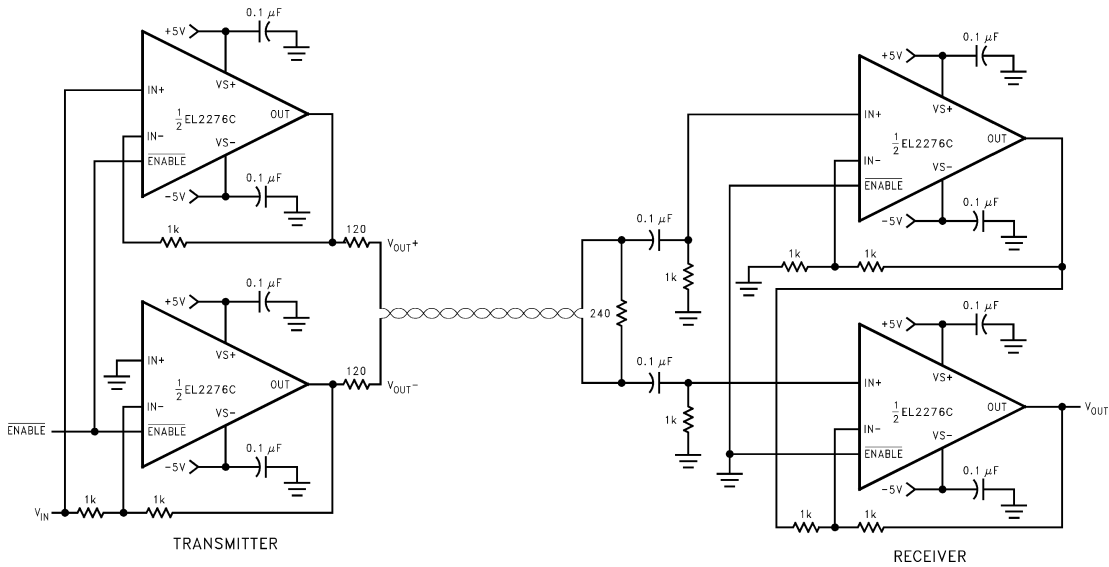 0.1 μF
+5V
VS+
IN+
OUT
1/2 EL2276C
IN-
VS-
ENABLE
-5V
0.1 μF
1k
120
VOUT+
0.1 μF
+5V
VS+
IN+
1/2 EL2276C
OUT
120
VOUT-
IN-
VS-
ENABLE
ENABLE
0.1 μF
-5V
VIN
1k
1k
TRANSMITTER
240
0.1 μF
1k
0.1 μF
1k
0.1 μF
+5V
VS+
IN+
OUT
1/2 EL2276C
IN-
VS-
ENABLE
0.1 μF
-5V
1k
1k
0.1 μF
+5V
VS+
IN+
1/2 EL2276C
OUT
VOUT
IN-
VS-
ENABLE
0.1 μF
-5V
1k
1k
RECEIVER